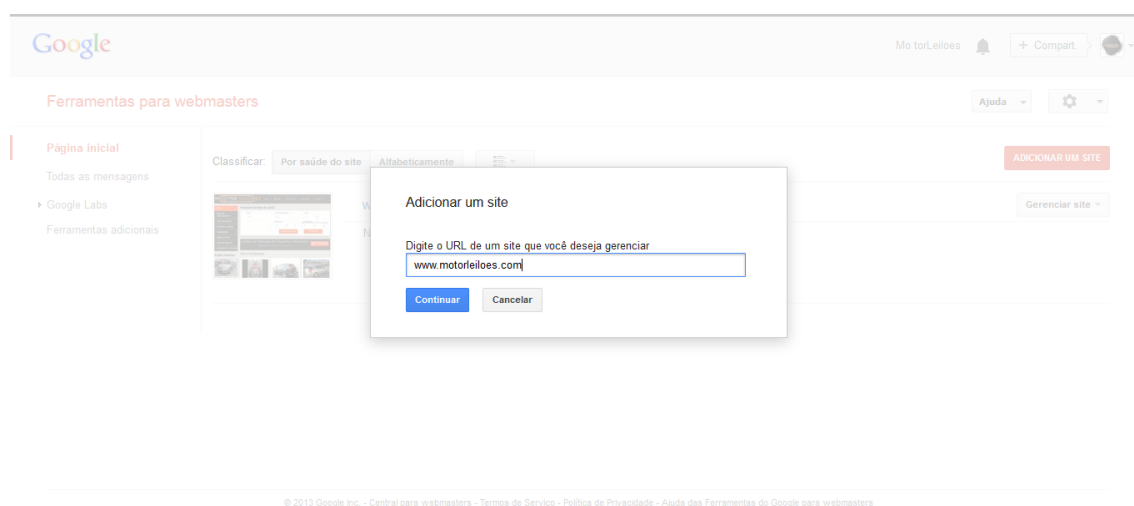 Google
Mo torLeiloes
+ Compart.
Ferramentas para webmasters
Ajuda
Página inicial
Todas as mensagens
Google Labs
Ferramentas adicionais
Classificar: Por saúde do site Alfabeticamente
ADICIONAR UM SITE
Gerenciar site
Adicionar um site
Digite o URL de um site que você deseja gerenciar
www.motorleiloes.com
Continuar Cancelar
© 2013 Google Inc. - Central para webmasters - Termos de Serviço - Política de Privacidade - Ajuda das Ferramentas do Google para webmasters